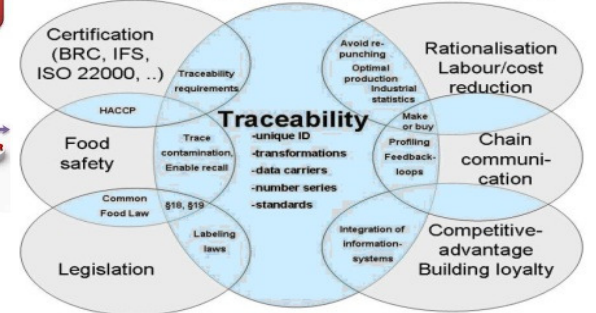 Certification
(BRC, IFS,
ISO 22000, ..)
Traceability
requirements
HACCP
Food
safety
Trace
contamination,
Enable recall
Common
Food Law
§18, §19
Labeling
laws
Legislation
Traceability
-unique ID
-transformations
-data carriers
-number series
-standards
Avoid re-
punching
Optimal
production
Industrial
statistics
Rationalisation
Labour/cost
reduction
Make
or buy
Profiling
Feedback-
loops
Chain
communi-
cation
Integration of
information-
systems
Competitive-
advantage
Building loyalty